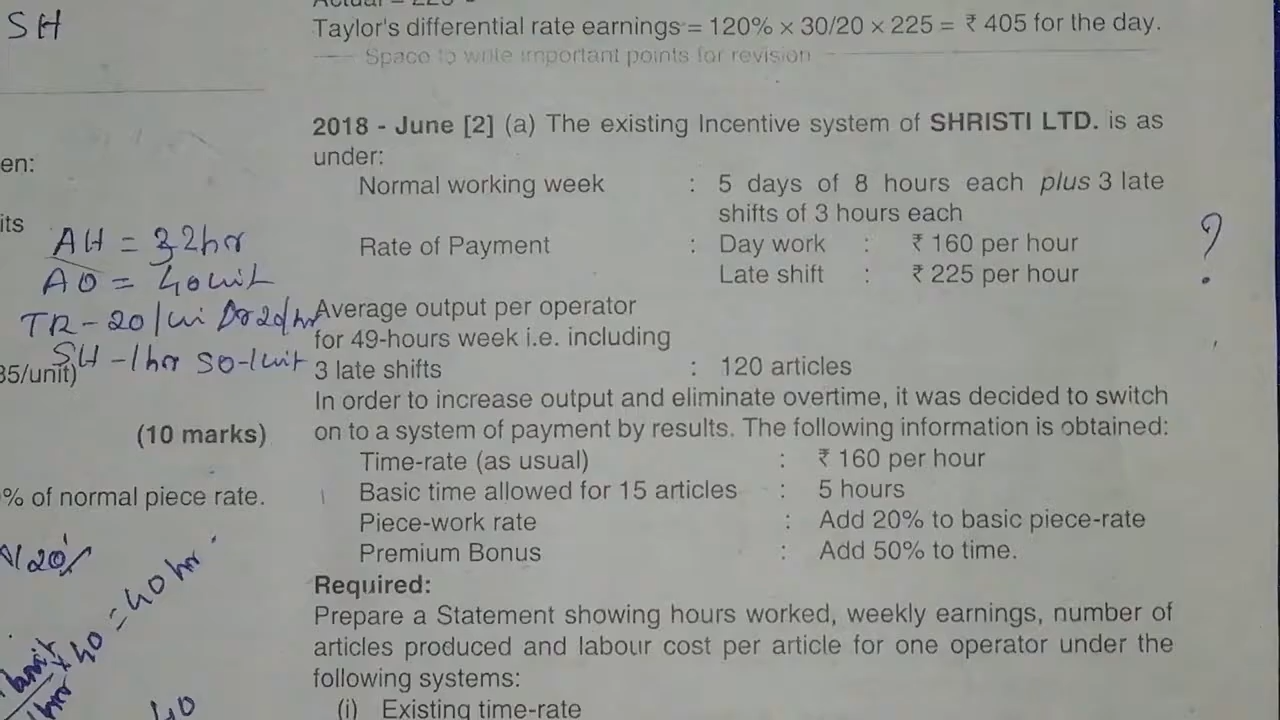 SH
Taylor's differential rate earnings = 120% × 30/20 × 225 = ₹ 405 for the day.
Space to write important points for revision
2018 - June [2] (a) The existing Incentive system of SHRISTI LTD. is as
under:
Normal working week : 5 days of 8 hours each plus 3 late
shifts of 3 hours each
Rate of Payment : Day work : ₹ 160 per hour
Late shift : ₹ 225 per hour
Average output per operator
for 49-hours week i.e. including
3 late shifts : 120 articles
In order to increase output and eliminate overtime, it was decided to switch
on to a system of payment by results. The following information is obtained:
Time-rate (as usual) : ₹ 160 per hour
Basic time allowed for 15 articles : 5 hours
Piece-work rate : Add 20% to basic piece-rate
Premium Bonus : Add 50% to time.
Required:
Prepare a Statement showing hours worked, weekly earnings, number of
articles produced and labour cost per article for one operator under the
following systems:
(i) Existing time-rate
en:
its
AH = 32hr
AO = 40unit
TR - 20/
SH - 1hr SO - 1unit
35/unit)
(10 marks)
% of normal piece rate.
120%
= 40 hr
40
?